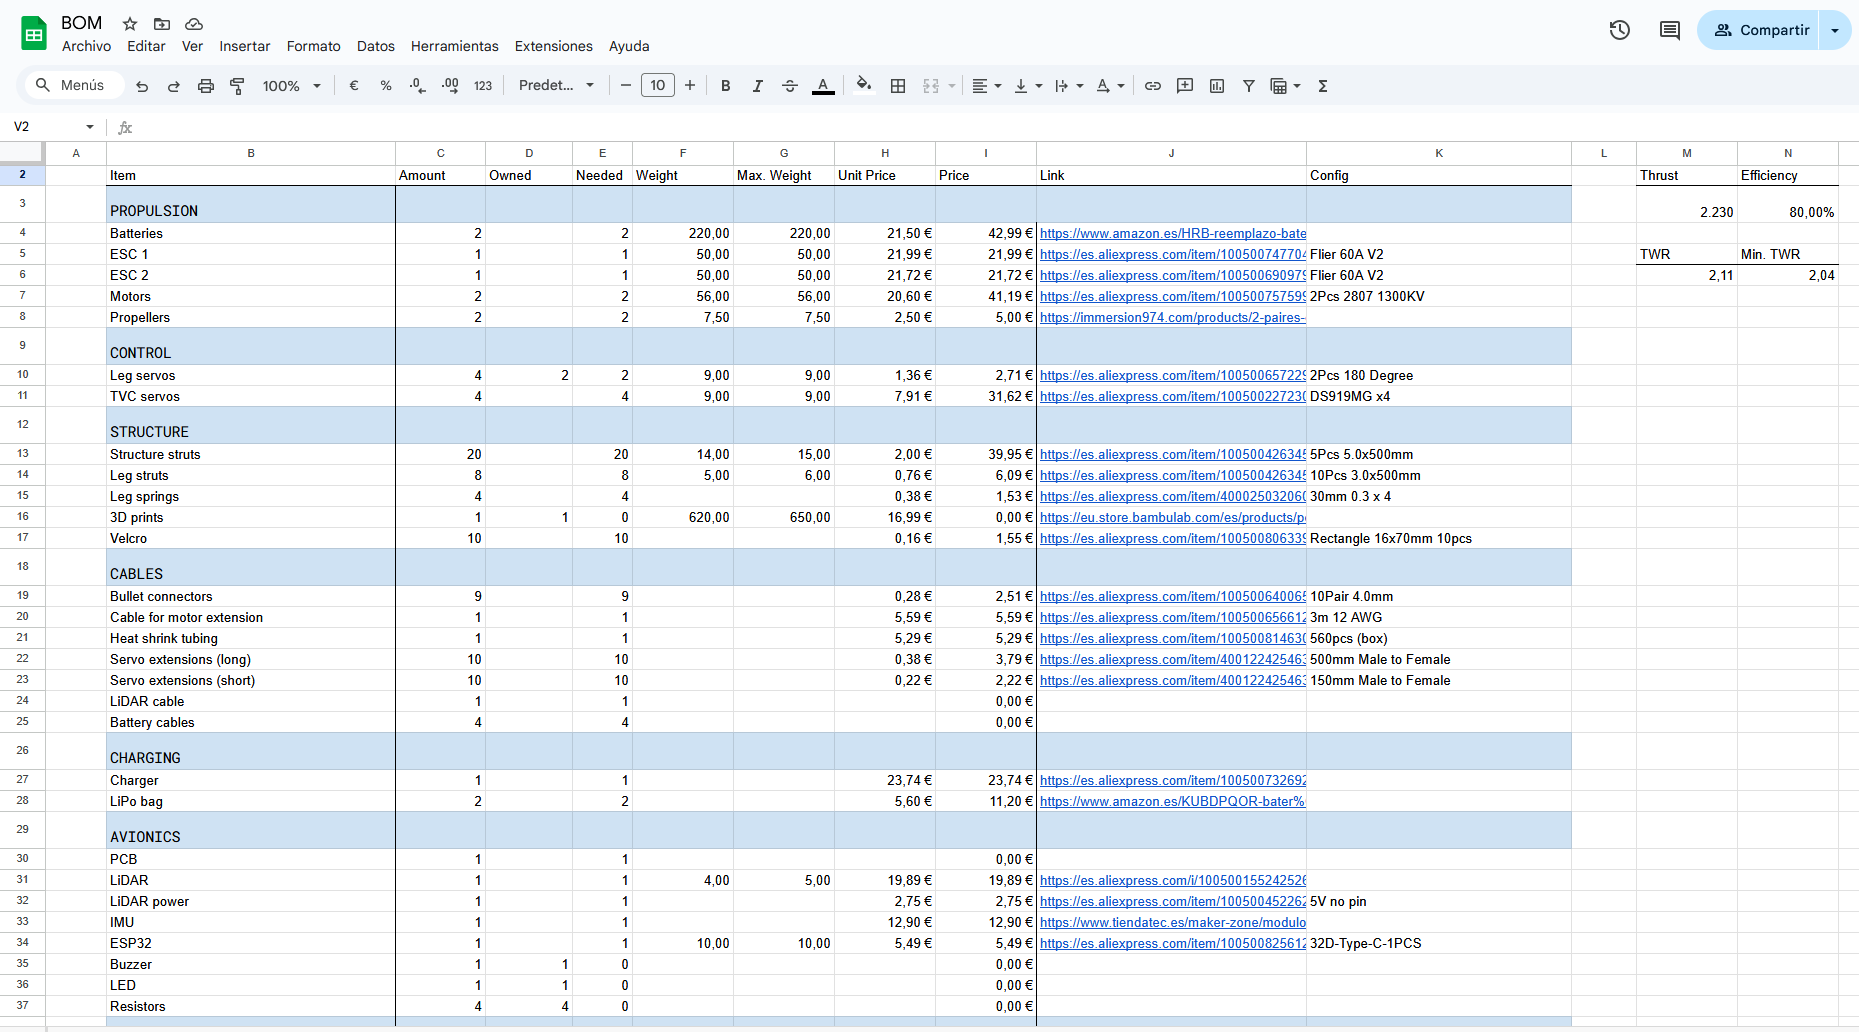 BOM
Archivo Editar Ver Insertar Formato Datos Herramientas Extensiones Ayuda
Compartir
Menús 100% € % .0 .00 123 Predet... − 10 + B I S A Σ
V2 fx
A B C D E F G H I J K L M N
2 Item Amount Owned Needed Weight Max. Weight Unit Price Price Link Config Thrust Efficiency
3 PROPULSION 2.230 80,00%
4 Batteries 2 2 220,00 220,00 21,50 € 42,99 € https://www.amazon.es/HRB-reemplazo-bate
5 ESC 1 1 1 50,00 50,00 21,99 € 21,99 € https://es.aliexpress.com/item/100500747704 Flier 60A V2 TWR Min. TWR
6 ESC 2 1 1 50,00 50,00 21,72 € 21,72 € https://es.aliexpress.com/item/100500690979 Flier 60A V2 2,11 2,04
7 Motors 2 2 56,00 56,00 20,60 € 41,19 € https://es.aliexpress.com/item/100500757599 2Pcs 2807 1300KV
8 Propellers 2 2 7,50 7,50 2,50 € 5,00 € https://immersion974.com/products/2-paires-
9 CONTROL
10 Leg servos 4 2 2 9,00 9,00 1,36 € 2,71 € https://es.aliexpress.com/item/100500657229 2Pcs 180 Degree
11 TVC servos 4 4 9,00 9,00 7,91 € 31,62 € https://es.aliexpress.com/item/100500227230 DS919MG x4
12 STRUCTURE
13 Structure struts 20 20 14,00 15,00 2,00 € 39,95 € https://es.aliexpress.com/item/100500426345 5Pcs 5.0x500mm
14 Leg struts 8 8 5,00 6,00 0,76 € 6,09 € https://es.aliexpress.com/item/100500426345 10Pcs 3.0x500mm
15 Leg springs 4 4 0,38 € 1,53 € https://es.aliexpress.com/item/400025032060 30mm 0.3 x 4
16 3D prints 1 1 0 620,00 650,00 16,99 € 0,00 € https://eu.store.bambulab.com/es/products/p
17 Velcro 10 10 0,16 € 1,55 € https://es.aliexpress.com/item/100500806339 Rectangle 16x70mm 10pcs
18 CABLES
19 Bullet connectors 9 9 0,28 € 2,51 € https://es.aliexpress.com/item/100500640065 10Pair 4.0mm
20 Cable for motor extension 1 1 5,59 € 5,59 € https://es.aliexpress.com/item/100500656612 3m 12 AWG
21 Heat shrink tubing 1 1 5,29 € 5,29 € https://es.aliexpress.com/item/100500814630 560pcs (box)
22 Servo extensions (long) 10 10 0,38 € 3,79 € https://es.aliexpress.com/item/400122425463 500mm Male to Female
23 Servo extensions (short) 10 10 0,22 € 2,22 € https://es.aliexpress.com/item/400122425463 150mm Male to Female
24 LiDAR cable 1 1 0,00 €
25 Battery cables 4 4 0,00 €
26 CHARGING
27 Charger 1 1 23,74 € 23,74 € https://es.aliexpress.com/item/100500732692
28 LiPo bag 2 2 5,60 € 11,20 € https://www.amazon.es/KUBDPQOR-bater%
29 AVIONICS
30 PCB 1 1 0,00 €
31 LiDAR 1 1 4,00 5,00 19,89 € 19,89 € https://es.aliexpress.com/i/100500155242526
32 LiDAR power 1 1 2,75 € 2,75 € https://es.aliexpress.com/item/100500452262 5V no pin
33 IMU 1 1 12,90 € 12,90 € https://www.tiendatec.es/maker-zone/modulo
34 ESP32 1 1 10,00 10,00 5,49 € 5,49 € https://es.aliexpress.com/item/100500825612 32D-Type-C-1PCS
35 Buzzer 1 1 0 0,00 €
36 LED 1 1 0 0,00 €
37 Resistors 4 4 0 0,00 €